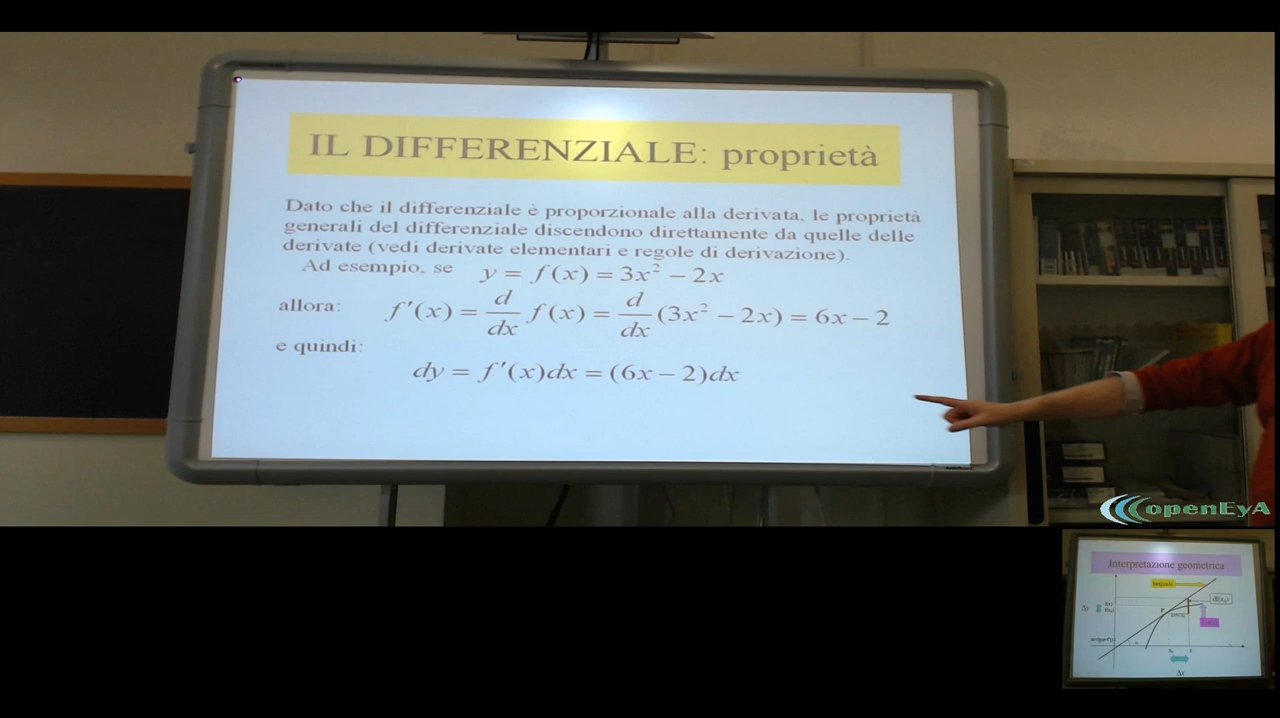 IL DIFFERENZIALE: proprietà
Dato che il differenziale è proporzionale alla derivata, le proprietà
generali del differenziale discendono direttamente da quelle delle
derivate (vedi derivate elementari e regole di derivazione).
Ad esempio, se y = f(x) = 3x² − 2x
allora: f'(x) = d/dx f(x) = d/dx (3x² − 2x) = 6x − 2
e quindi:
dy = f'(x)dx = (6x − 2)dx
openEyA
Interpretazione geometrica
Δy
P
Δx